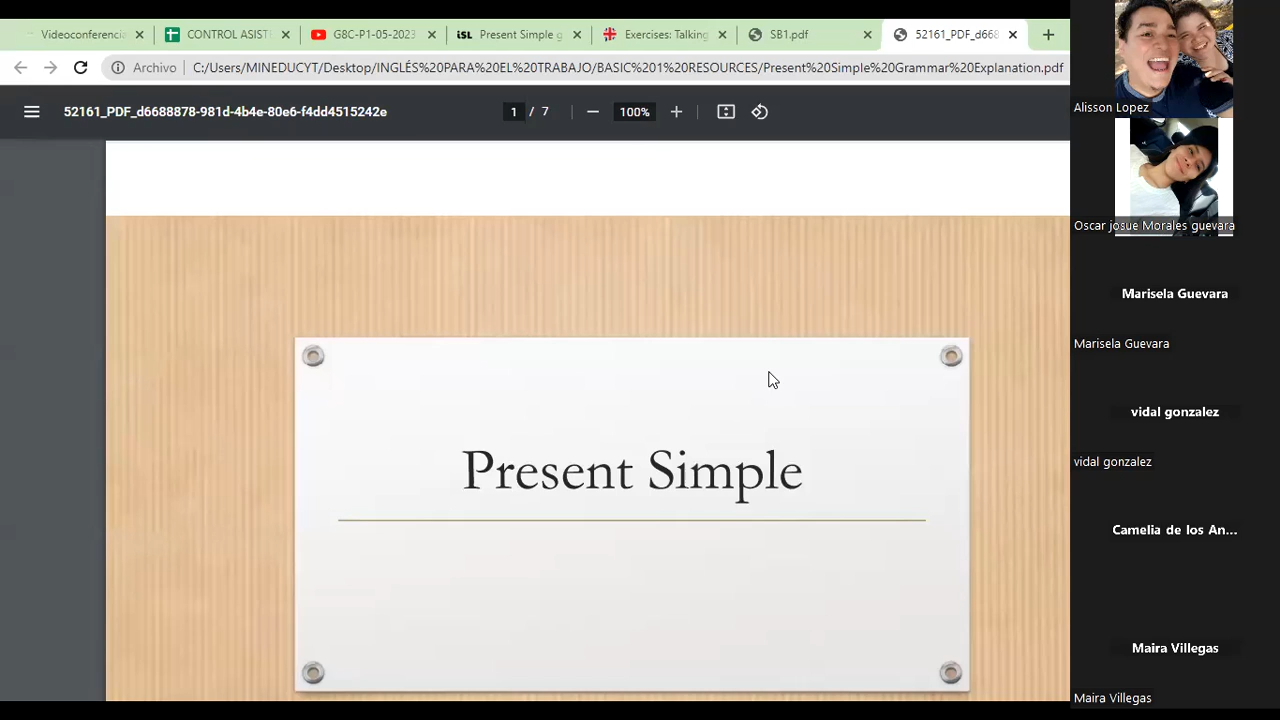 Videoconferencia
CONTROL ASIST
G8C-P1-05-2023
iSL Present Simple g
Exercises: Talking
SB1.pdf
52161_PDF_d668
Archivo
C:/Users/MINEDUCYT/Desktop/INGLÉS%20PARA%20EL%20TRABAJO/BASIC%201%20RESOURCES/Present%20Simple%20Grammar%20Explanation.pdf
52161_PDF_d6688878-981d-4b4e-80e6-f4dd4515242e
1 / 7
100%
Present Simple
Alisson Lopez
Oscar josue Morales guevara
Marisela Guevara
Marisela Guevara
vidal gonzalez
vidal gonzalez
Camelia de los An...
Maira Villegas
Maira Villegas